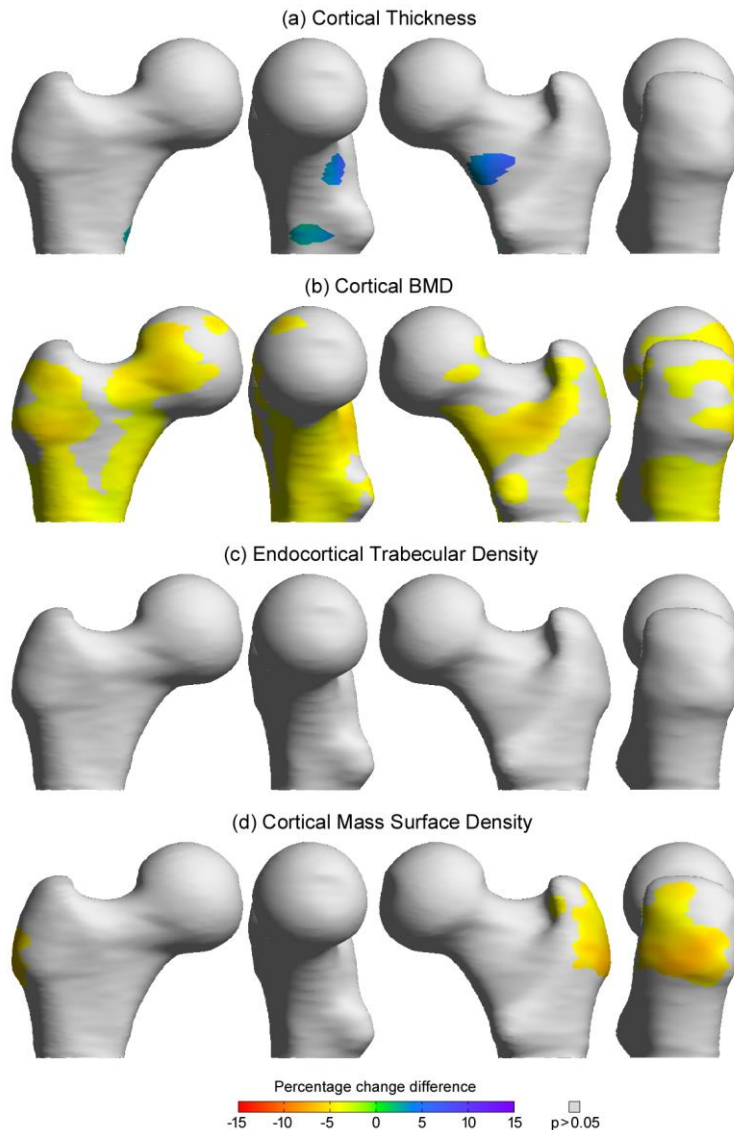 (a) Cortical Thickness
(b) Cortical BMD
(c) Endocortical Trabecular Density
(d) Cortical Mass Surface Density
Percentage change difference
-15 -10 -5 0 5 10 15 p>0.05